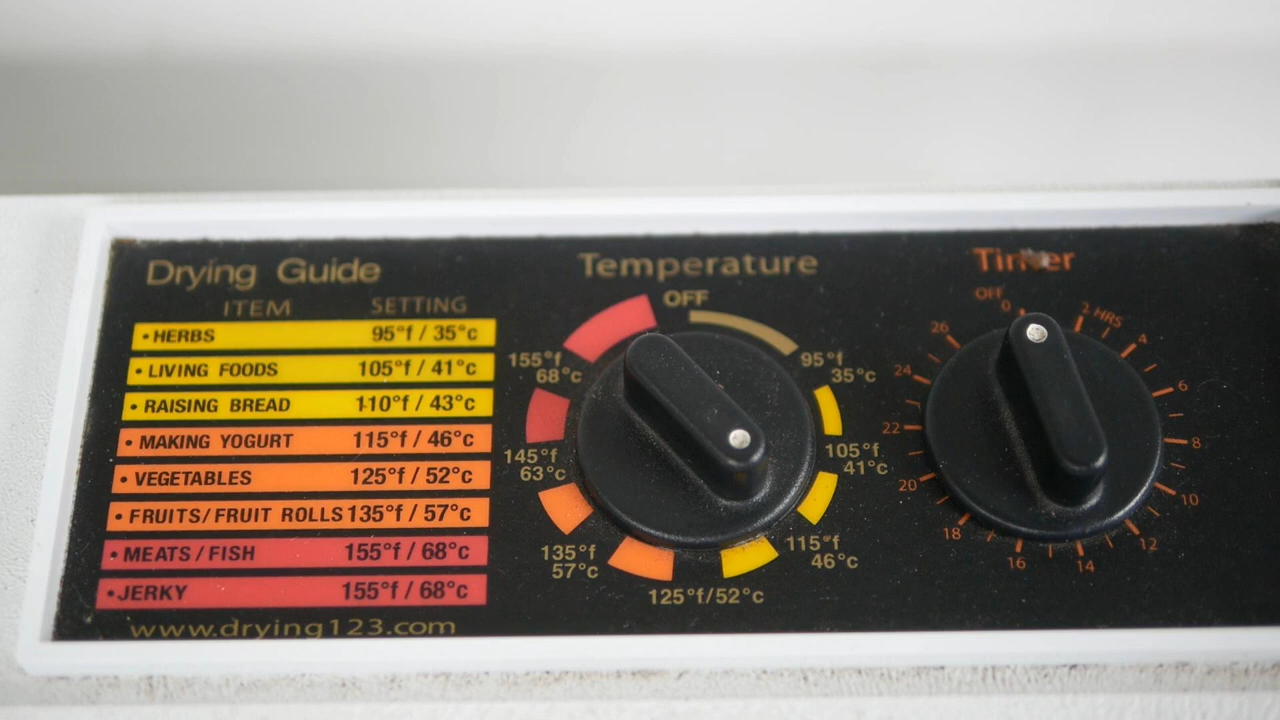 Drying Guide
ITEM SETTING
• HERBS 95°f / 35°c
• LIVING FOODS 105°f / 41°c
• RAISING BREAD 110°f / 43°c
• MAKING YOGURT 115°f / 46°c
• VEGETABLES 125°f / 52°c
• FRUITS/FRUIT ROLLS 135°f / 57°c
• MEATS / FISH 155°f / 68°c
• JERKY 155°f / 68°c
www.drying123.com
Temperature
OFF
95°f
35°c
105°f
41°c
115°f
46°c
125°f/52°c
135°f
57°c
145°f
63°c
155°f
68°c
Timer
OFF
0
2 HRS
4
6
8
10
12
14
16
18
20
22
24
26